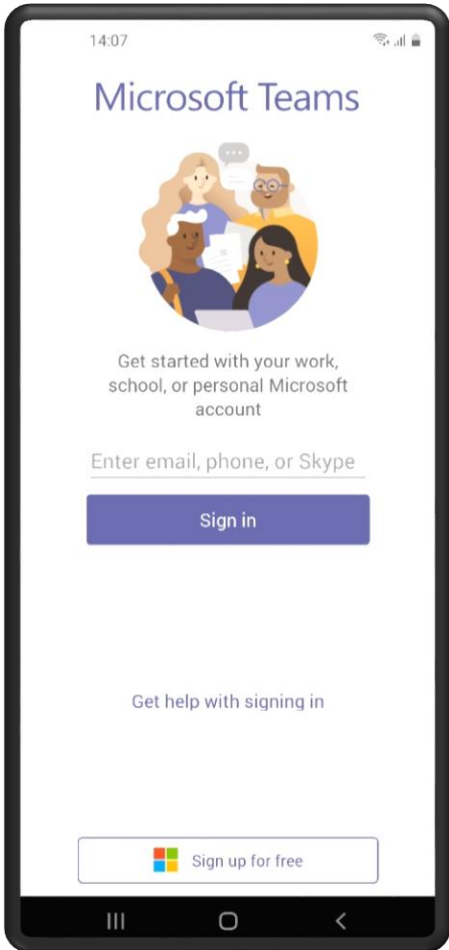 14:07
Microsoft Teams
Get started with your work,
school, or personal Microsoft
account
Enter email, phone, or Skype
Sign in
Get help with signing in
Sign up for free